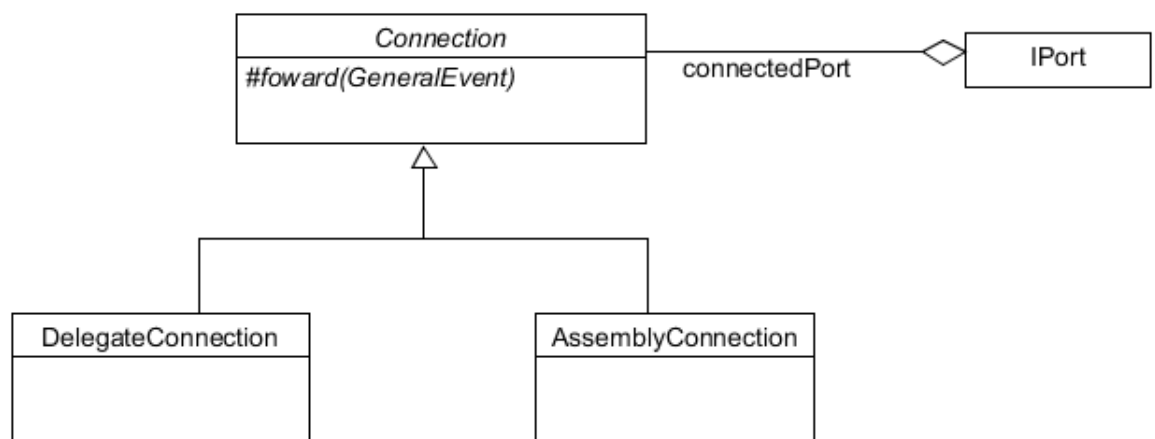 Connection
#foward(GeneralEvent)
connectedPort
IPort
DelegateConnection
AssemblyConnection